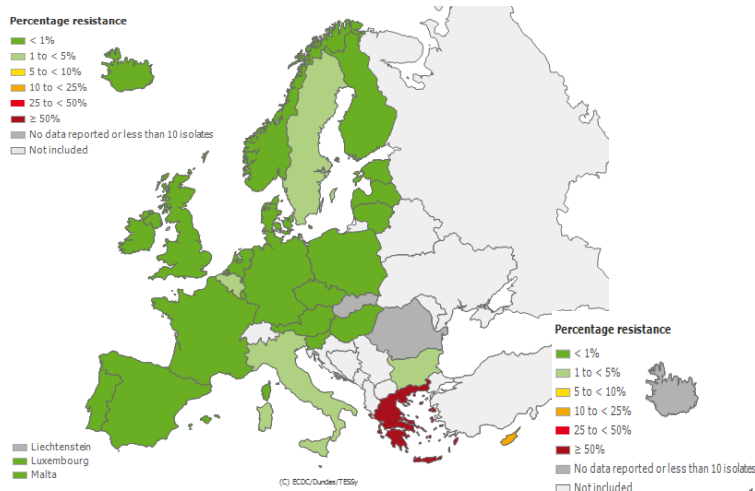 Percentage resistance
< 1%
1 to < 5%
5 to < 10%
10 to < 25%
25 to < 50%
≥ 50%
No data reported or less than 10 isolates
Not included
Liechtenstein
Luxembourg
Malta
(C) ECDC/Dundas/TESSy
Percentage resistance
< 1%
1 to < 5%
5 to < 10%
10 to < 25%
25 to < 50%
≥ 50%
No data reported or less than 10 isolates
Not included